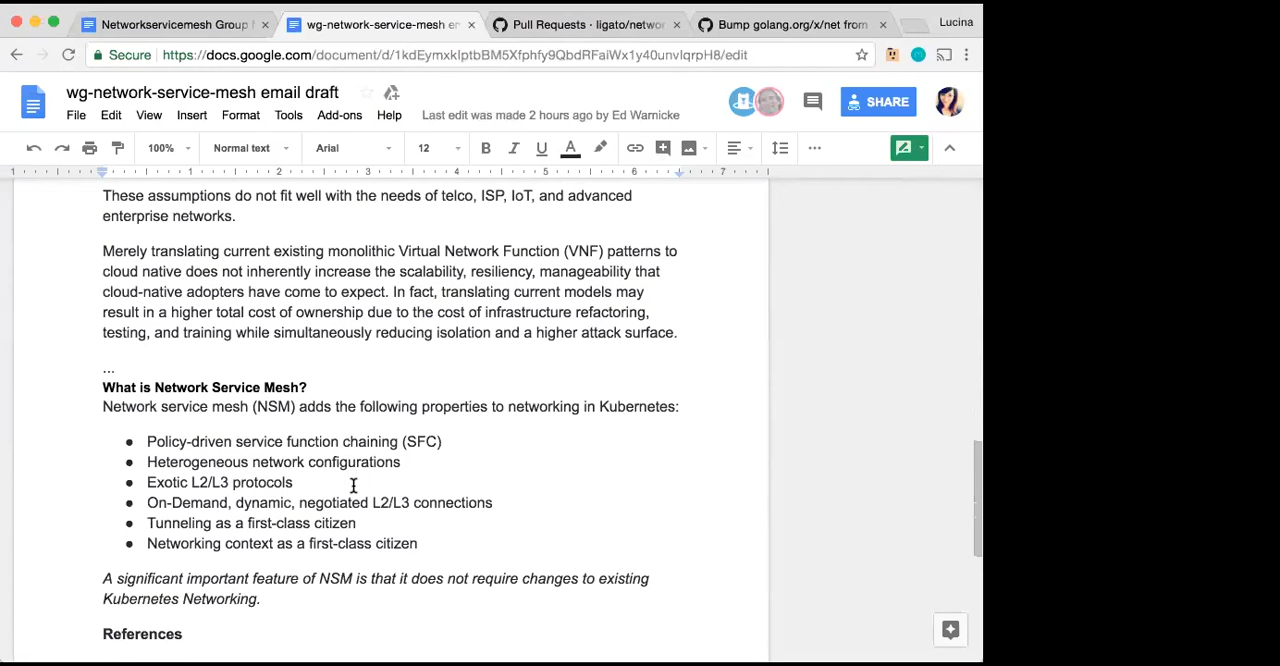 Networkservicemesh Group
wg-network-service-mesh em
Pull Requests · ligato/networ
Bump golang.org/x/net from
Lucina
Secure
https://docs.google.com/document/d/1kdEymxkIptbBM5Xfphfy9QbdRFaiWx1y40unvlqrpH8/edit
wg-network-service-mesh email draft
SHARE
File Edit View Insert Format Tools Add-ons Help Last edit was made 2 hours ago by Ed Warnicke
100% Normal text Arial 12 B I U A
1 1 2 3 4 5 6 7
These assumptions do not fit well with the needs of telco, ISP, IoT, and advanced
enterprise networks.
Merely translating current existing monolithic Virtual Network Function (VNF) patterns to
cloud native does not inherently increase the scalability, resiliency, manageability that
cloud-native adopters have come to expect. In fact, translating current models may
result in a higher total cost of ownership due to the cost of infrastructure refactoring,
testing, and training while simultaneously reducing isolation and a higher attack surface.
...
What is Network Service Mesh?
Network service mesh (NSM) adds the following properties to networking in Kubernetes:
● Policy-driven service function chaining (SFC)
● Heterogeneous network configurations
● Exotic L2/L3 protocols
● On-Demand, dynamic, negotiated L2/L3 connections
● Tunneling as a first-class citizen
● Networking context as a first-class citizen
A significant important feature of NSM is that it does not require changes to existing
Kubernetes Networking.
References